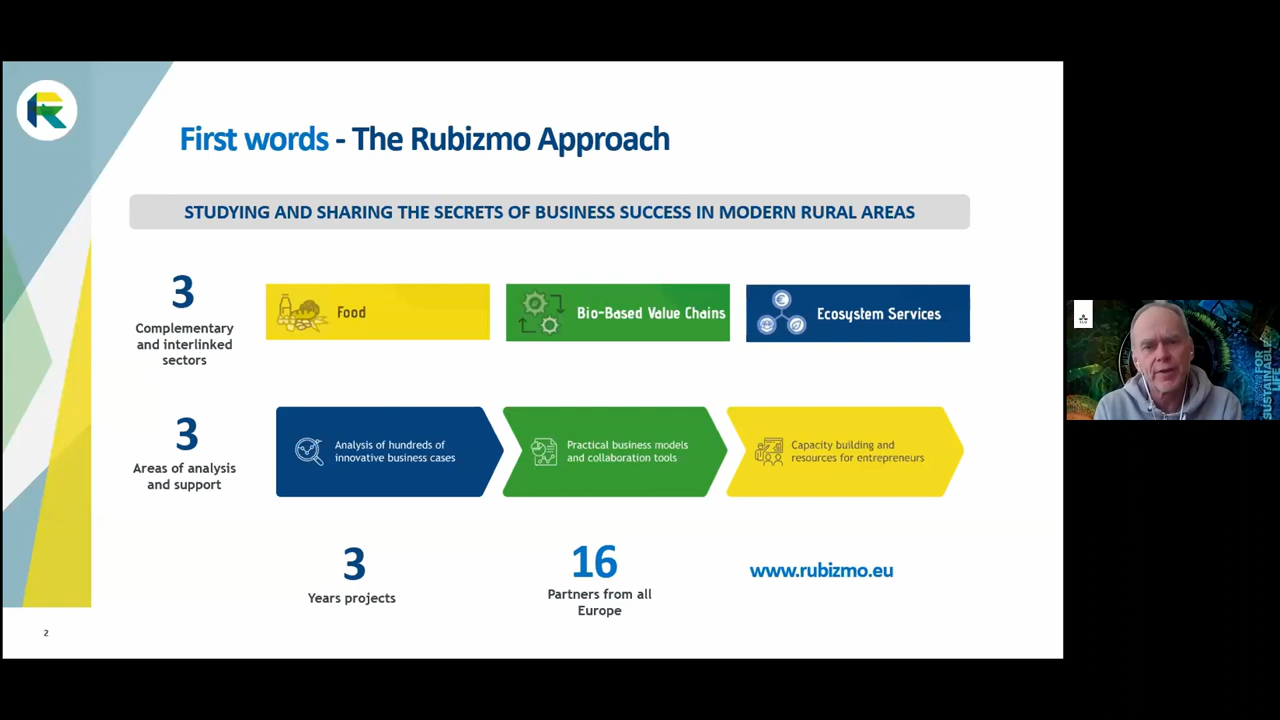 First words - The Rubizmo Approach
STUDYING AND SHARING THE SECRETS OF BUSINESS SUCCESS IN MODERN RURAL AREAS
3
Complementary
and interlinked
sectors
Food
Bio-Based Value Chains
Ecosystem Services
3
Areas of analysis
and support
Analysis of hundreds of
innovative business cases
Practical business models
and collaboration tools
Capacity building and
resources for entrepreneurs
3
Years projects
16
Partners from all
Europe
www.rubizmo.eu
2
FOR
SUSTAINABLE
LIFE